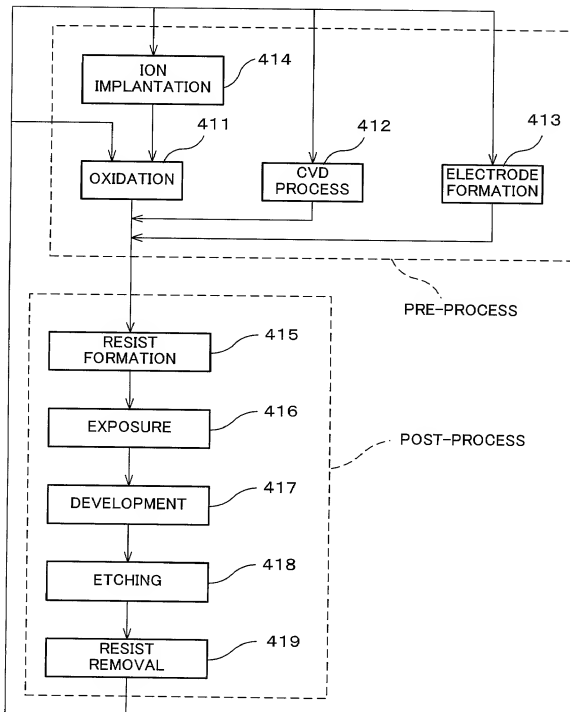 ION
IMPLANTATION
414
411
412
413
OXIDATION
CVD
PROCESS
ELECTRODE
FORMATION
PRE-PROCESS
RESIST
FORMATION
415
EXPOSURE
416
POST-PROCESS
DEVELOPMENT
417
ETCHING
418
RESIST
REMOVAL
419